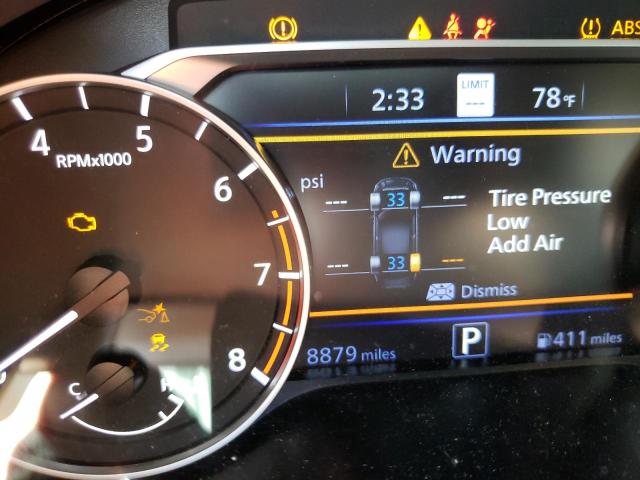 ABS
LIMIT
---
2:33
78°F
4
5
6
7
8
RPMx1000
Warning
psi
---
33
---
---
33
---
Tire Pressure
Low
Add Air
Dismiss
8879 miles
P
411 miles
C